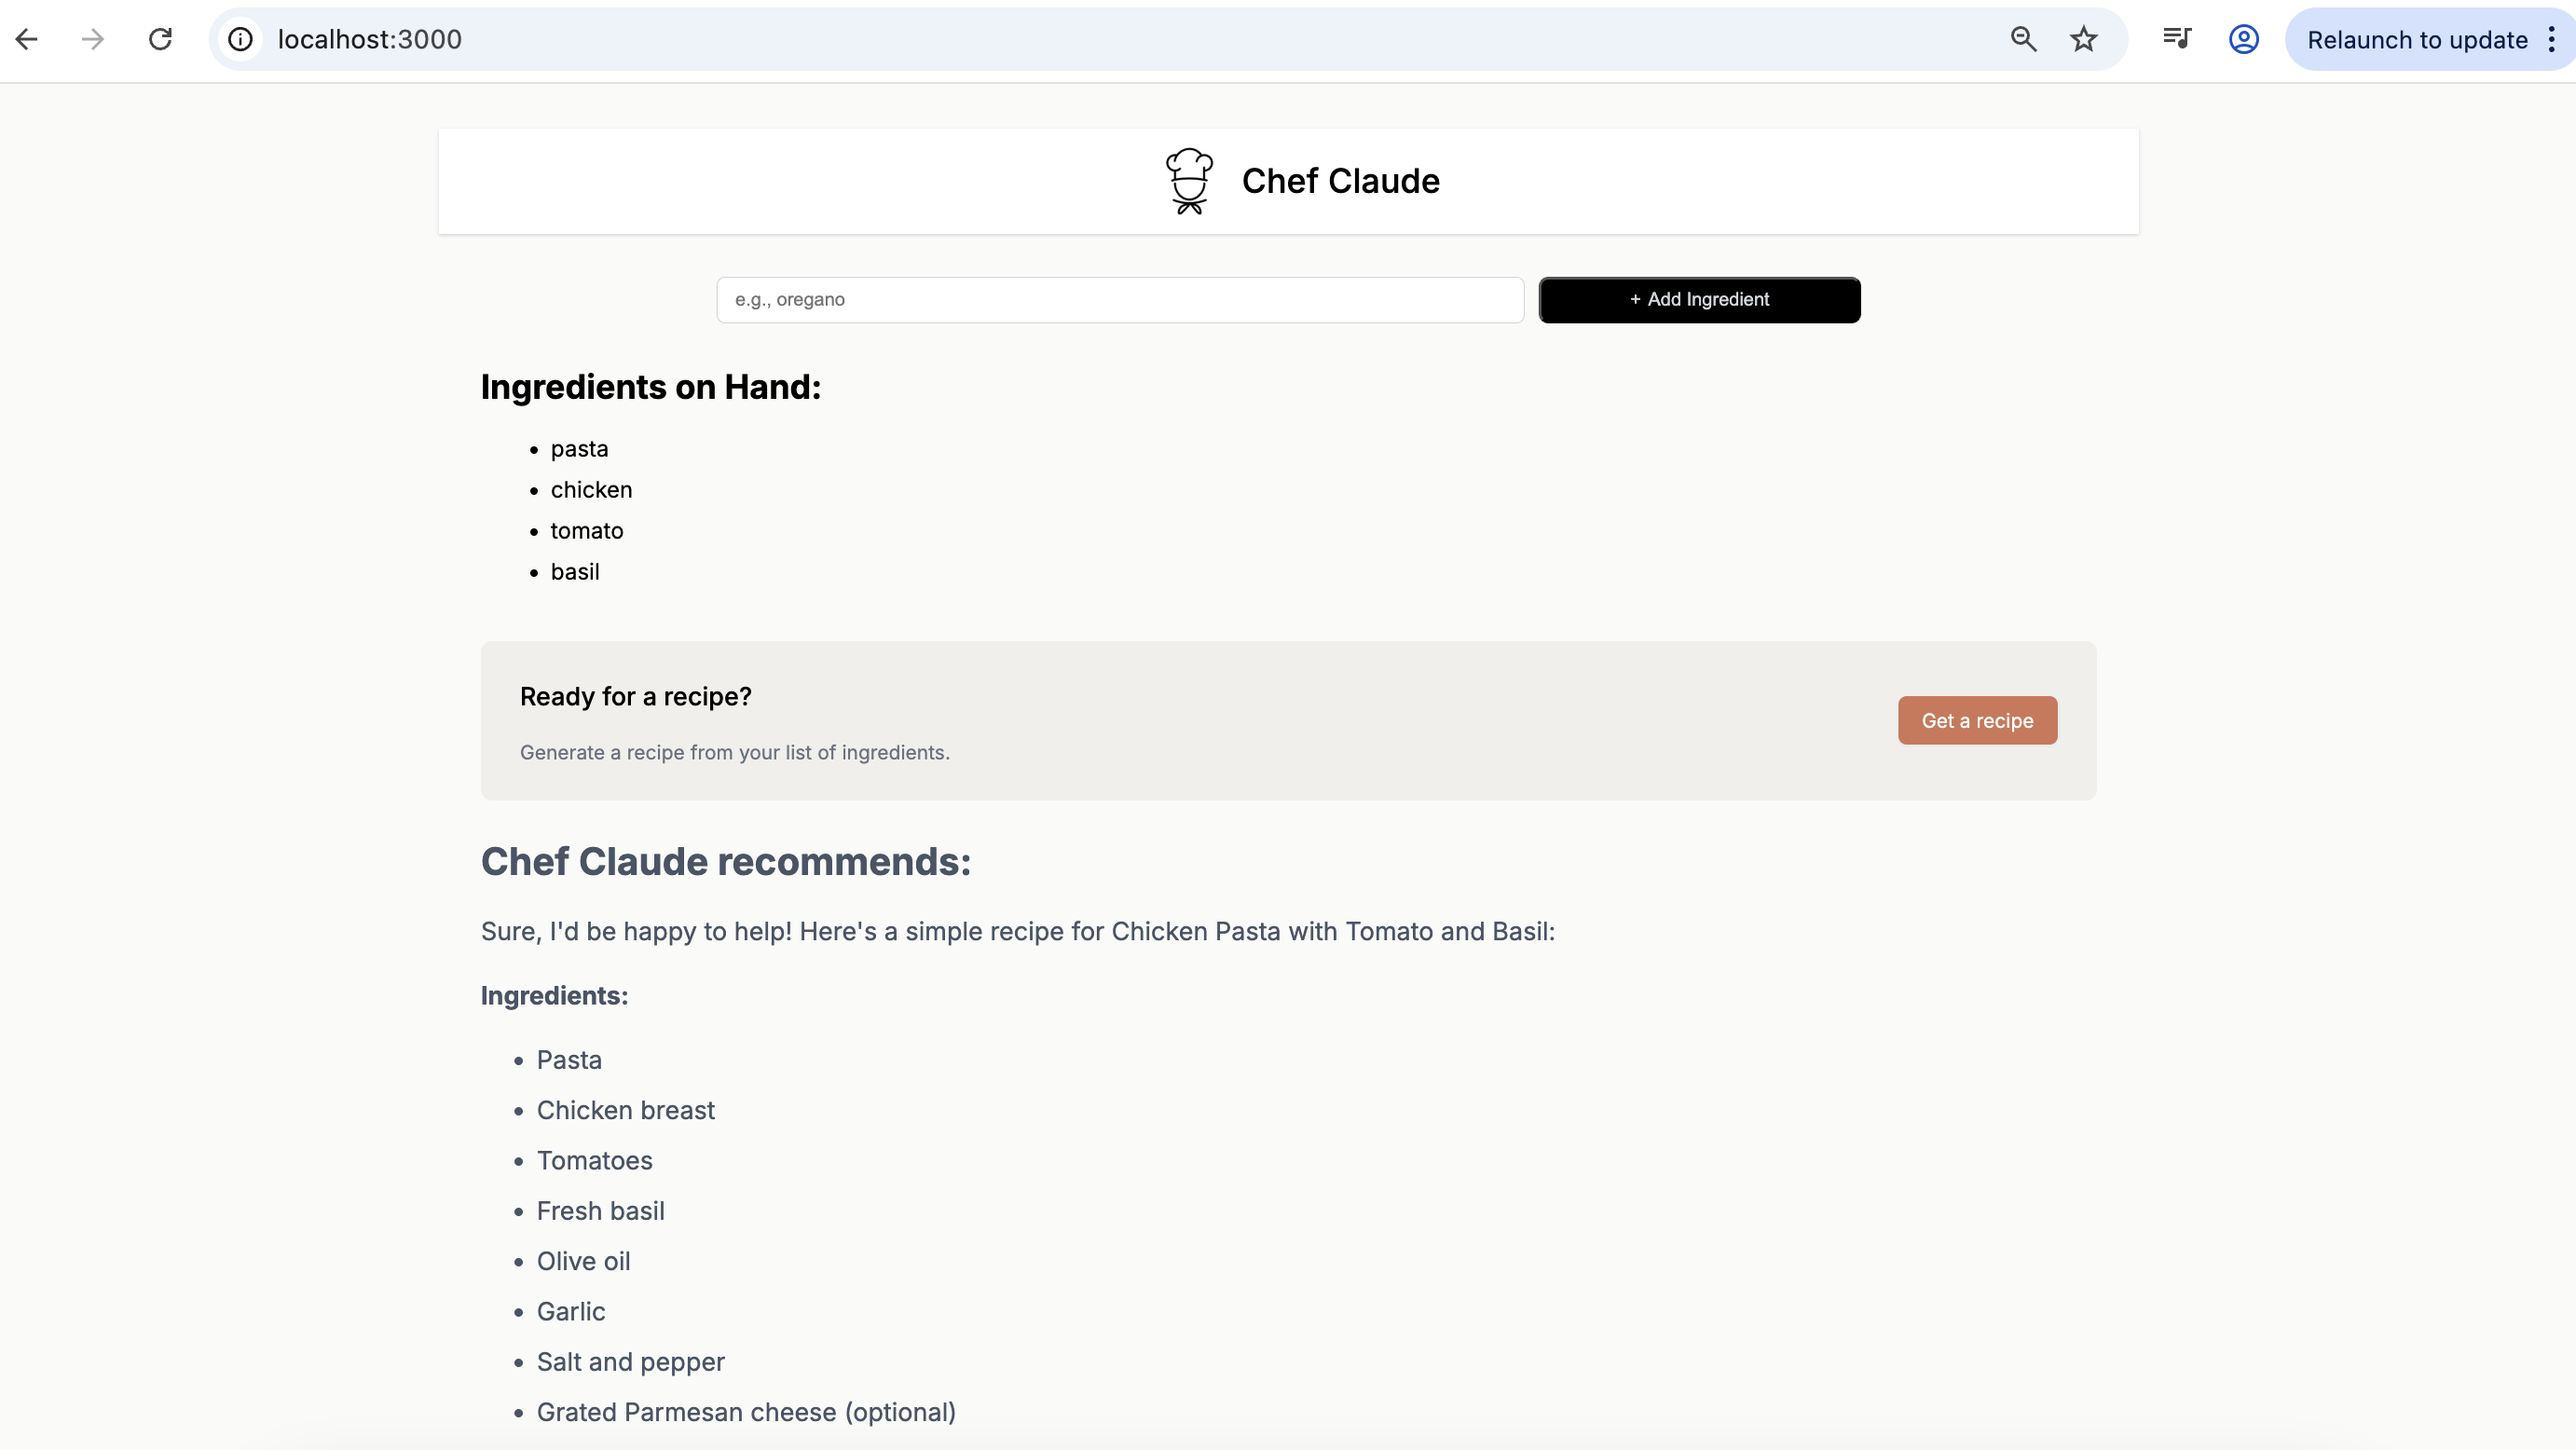 localhost:3000
Relaunch to update
Chef Claude
e.g., oregano
+ Add Ingredient
Ingredients on Hand:
• pasta
• chicken
• tomato
• basil
Ready for a recipe?
Get a recipe
Generate a recipe from your list of ingredients.
Chef Claude recommends:
Sure, I'd be happy to help! Here's a simple recipe for Chicken Pasta with Tomato and Basil:
Ingredients:
• Pasta
• Chicken breast
• Tomatoes
• Fresh basil
• Olive oil
• Garlic
• Salt and pepper
• Grated Parmesan cheese (optional)